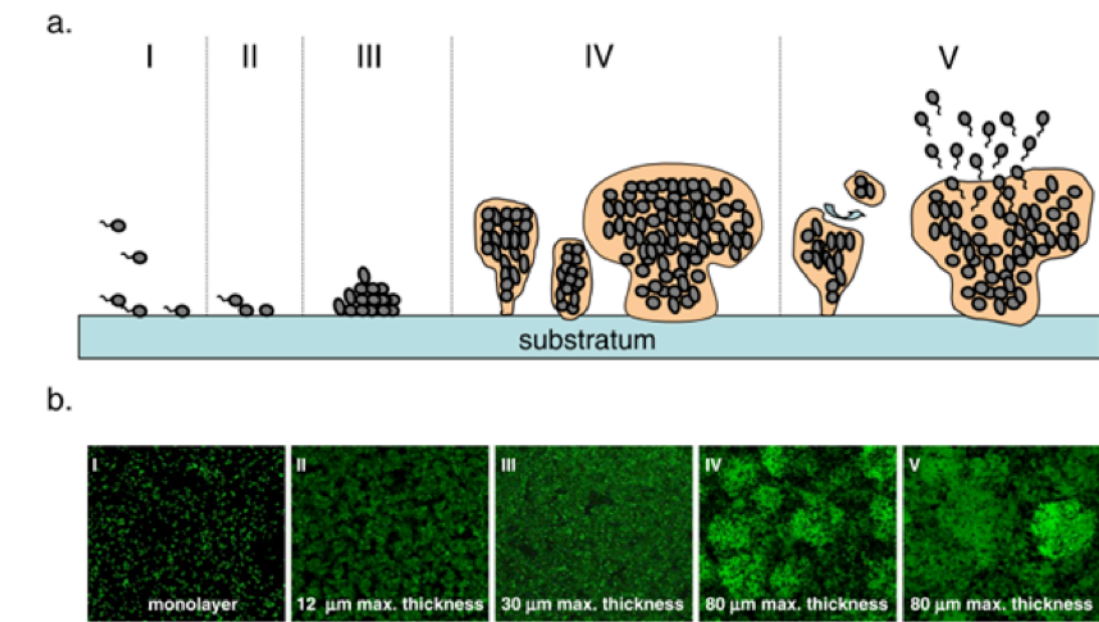 a.
I II III IV V
substratum
b.
I II III IV V
monolayer 12 μm max. thickness 30 μm max. thickness 80 μm max. thickness 80 μm max. thickness